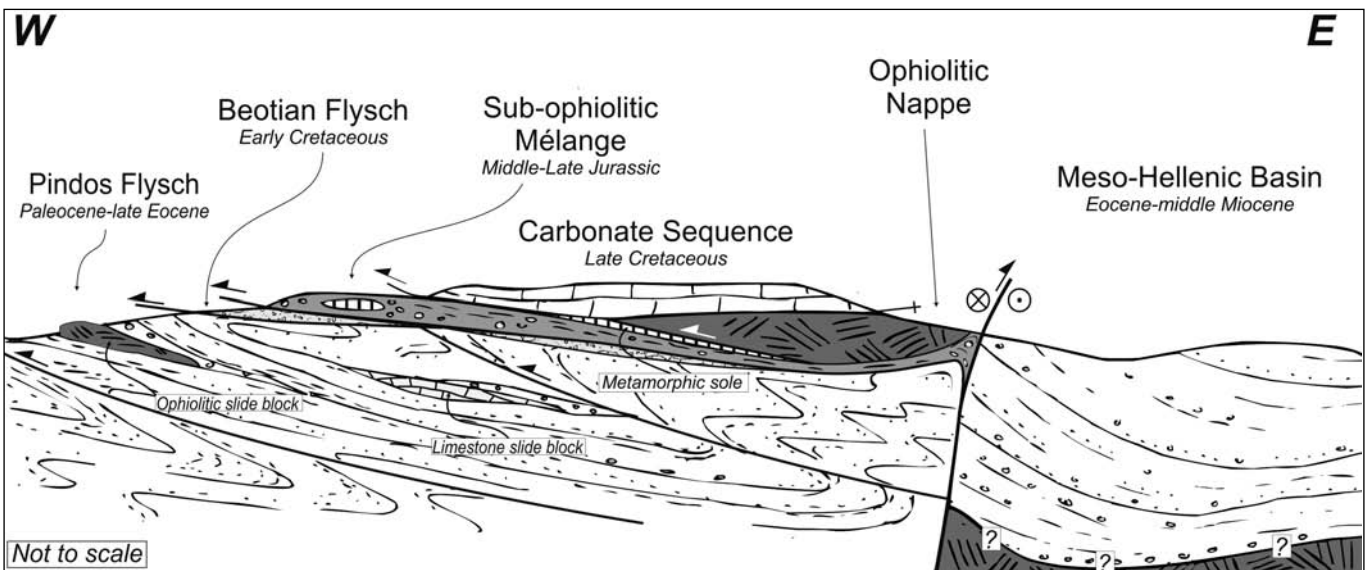 W
E
Ophiolitic
Nappe
Beotian Flysch
Early Cretaceous
Sub-ophiolitic
Mélange
Middle-Late Jurassic
Pindos Flysch
Paleocene-late Eocene
Meso-Hellenic Basin
Eocene-middle Miocene
Carbonate Sequence
Late Cretaceous
Metamorphic sole
Ophiolitic slide block
Limestone slide block
Not to scale
?
?
?